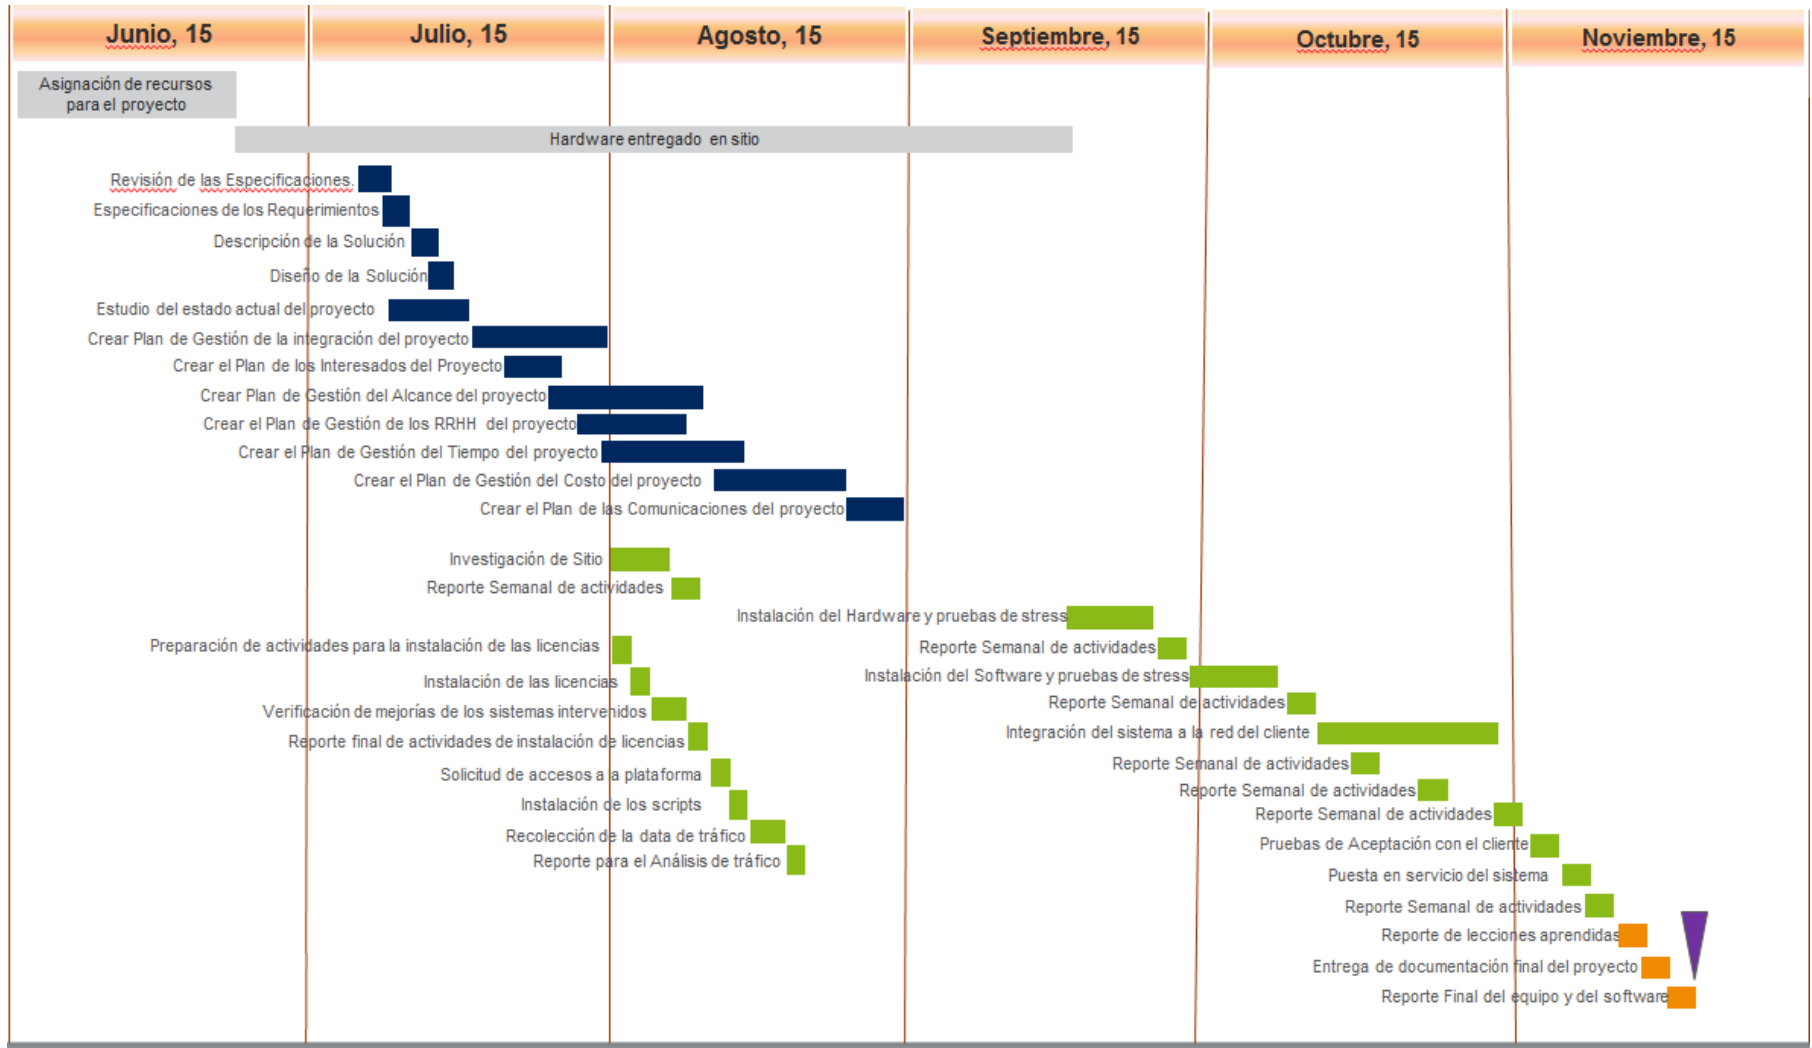 Junio, 15
Julio, 15
Agosto, 15
Septiembre, 15
Octubre, 15
Noviembre, 15
Asignación de recursos
para el proyecto
Hardware entregado en sitio
Revisión de las Especificaciones.
Especificaciones de los Requerimientos
Descripción de la Solución
Diseño de la Solución
Estudio del estado actual del proyecto
Crear Plan de Gestión de la integración del proyecto
Crear el Plan de los Interesados del Proyecto
Crear Plan de Gestión del Alcance del proyecto
Crear el Plan de Gestión de los RRHH del proyecto
Crear el Plan de Gestión del Tiempo del proyecto
Crear el Plan de Gestión del Costo del proyecto
Crear el Plan de las Comunicaciones del proyecto
Investigación de Sitio
Reporte Semanal de actividades
Instalación del Hardware y pruebas de stress
Preparación de actividades para la instalación de las licencias
Reporte Semanal de actividades
Instalación de las licencias
Instalación del Software y pruebas de stress
Verificación de mejorías de los sistemas intervenidos
Reporte Semanal de actividades
Reporte final de actividades de instalación de licencias
Integración del sistema a la red del cliente
Solicitud de accesos a a plataforma
Reporte Semanal de actividades
Reporte Semanal de actividades
Instalación de los scripts
Reporte Semanal de actividades
Recolección de la data de tráfico
Pruebas de Aceptación con el cliente
Reporte para el Análisis de tráfico
Puesta en servicio del sistema
Reporte Semanal de actividades
Reporte de lecciones aprendidas
Entrega de documentación final del proyecto
Reporte Final del equipo y del software